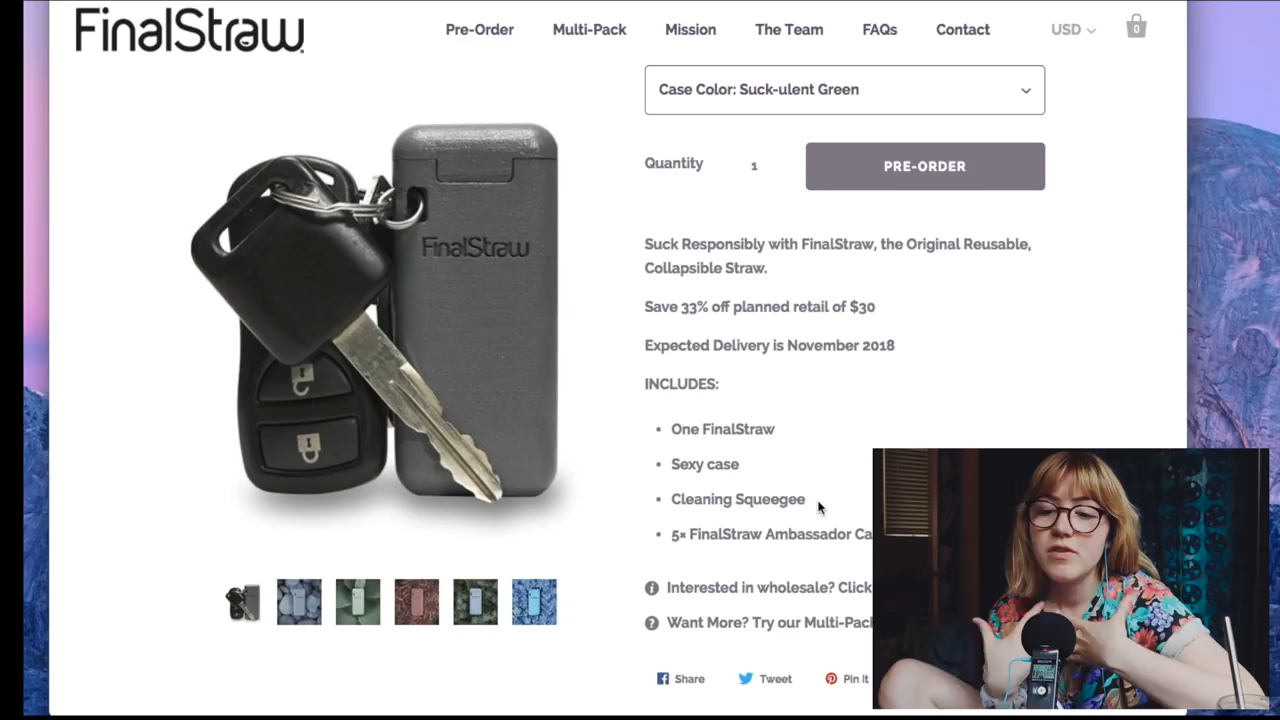 FinalStraw
Pre-Order Multi-Pack Mission The Team FAQs Contact USD 0
Case Color: Suck-ulent Green
Quantity 1 PRE-ORDER
FinalStraw
Suck Responsibly with FinalStraw, the Original Reusable,
Collapsible Straw.
Save 33% off planned retail of $30
Expected Delivery is November 2018
INCLUDES:
• One FinalStraw
• Sexy case
• Cleaning Squeegee
• 5× FinalStraw Ambassador Ca
Interested in wholesale? Click
Want More? Try our Multi-Pack
Share Tweet Pin it